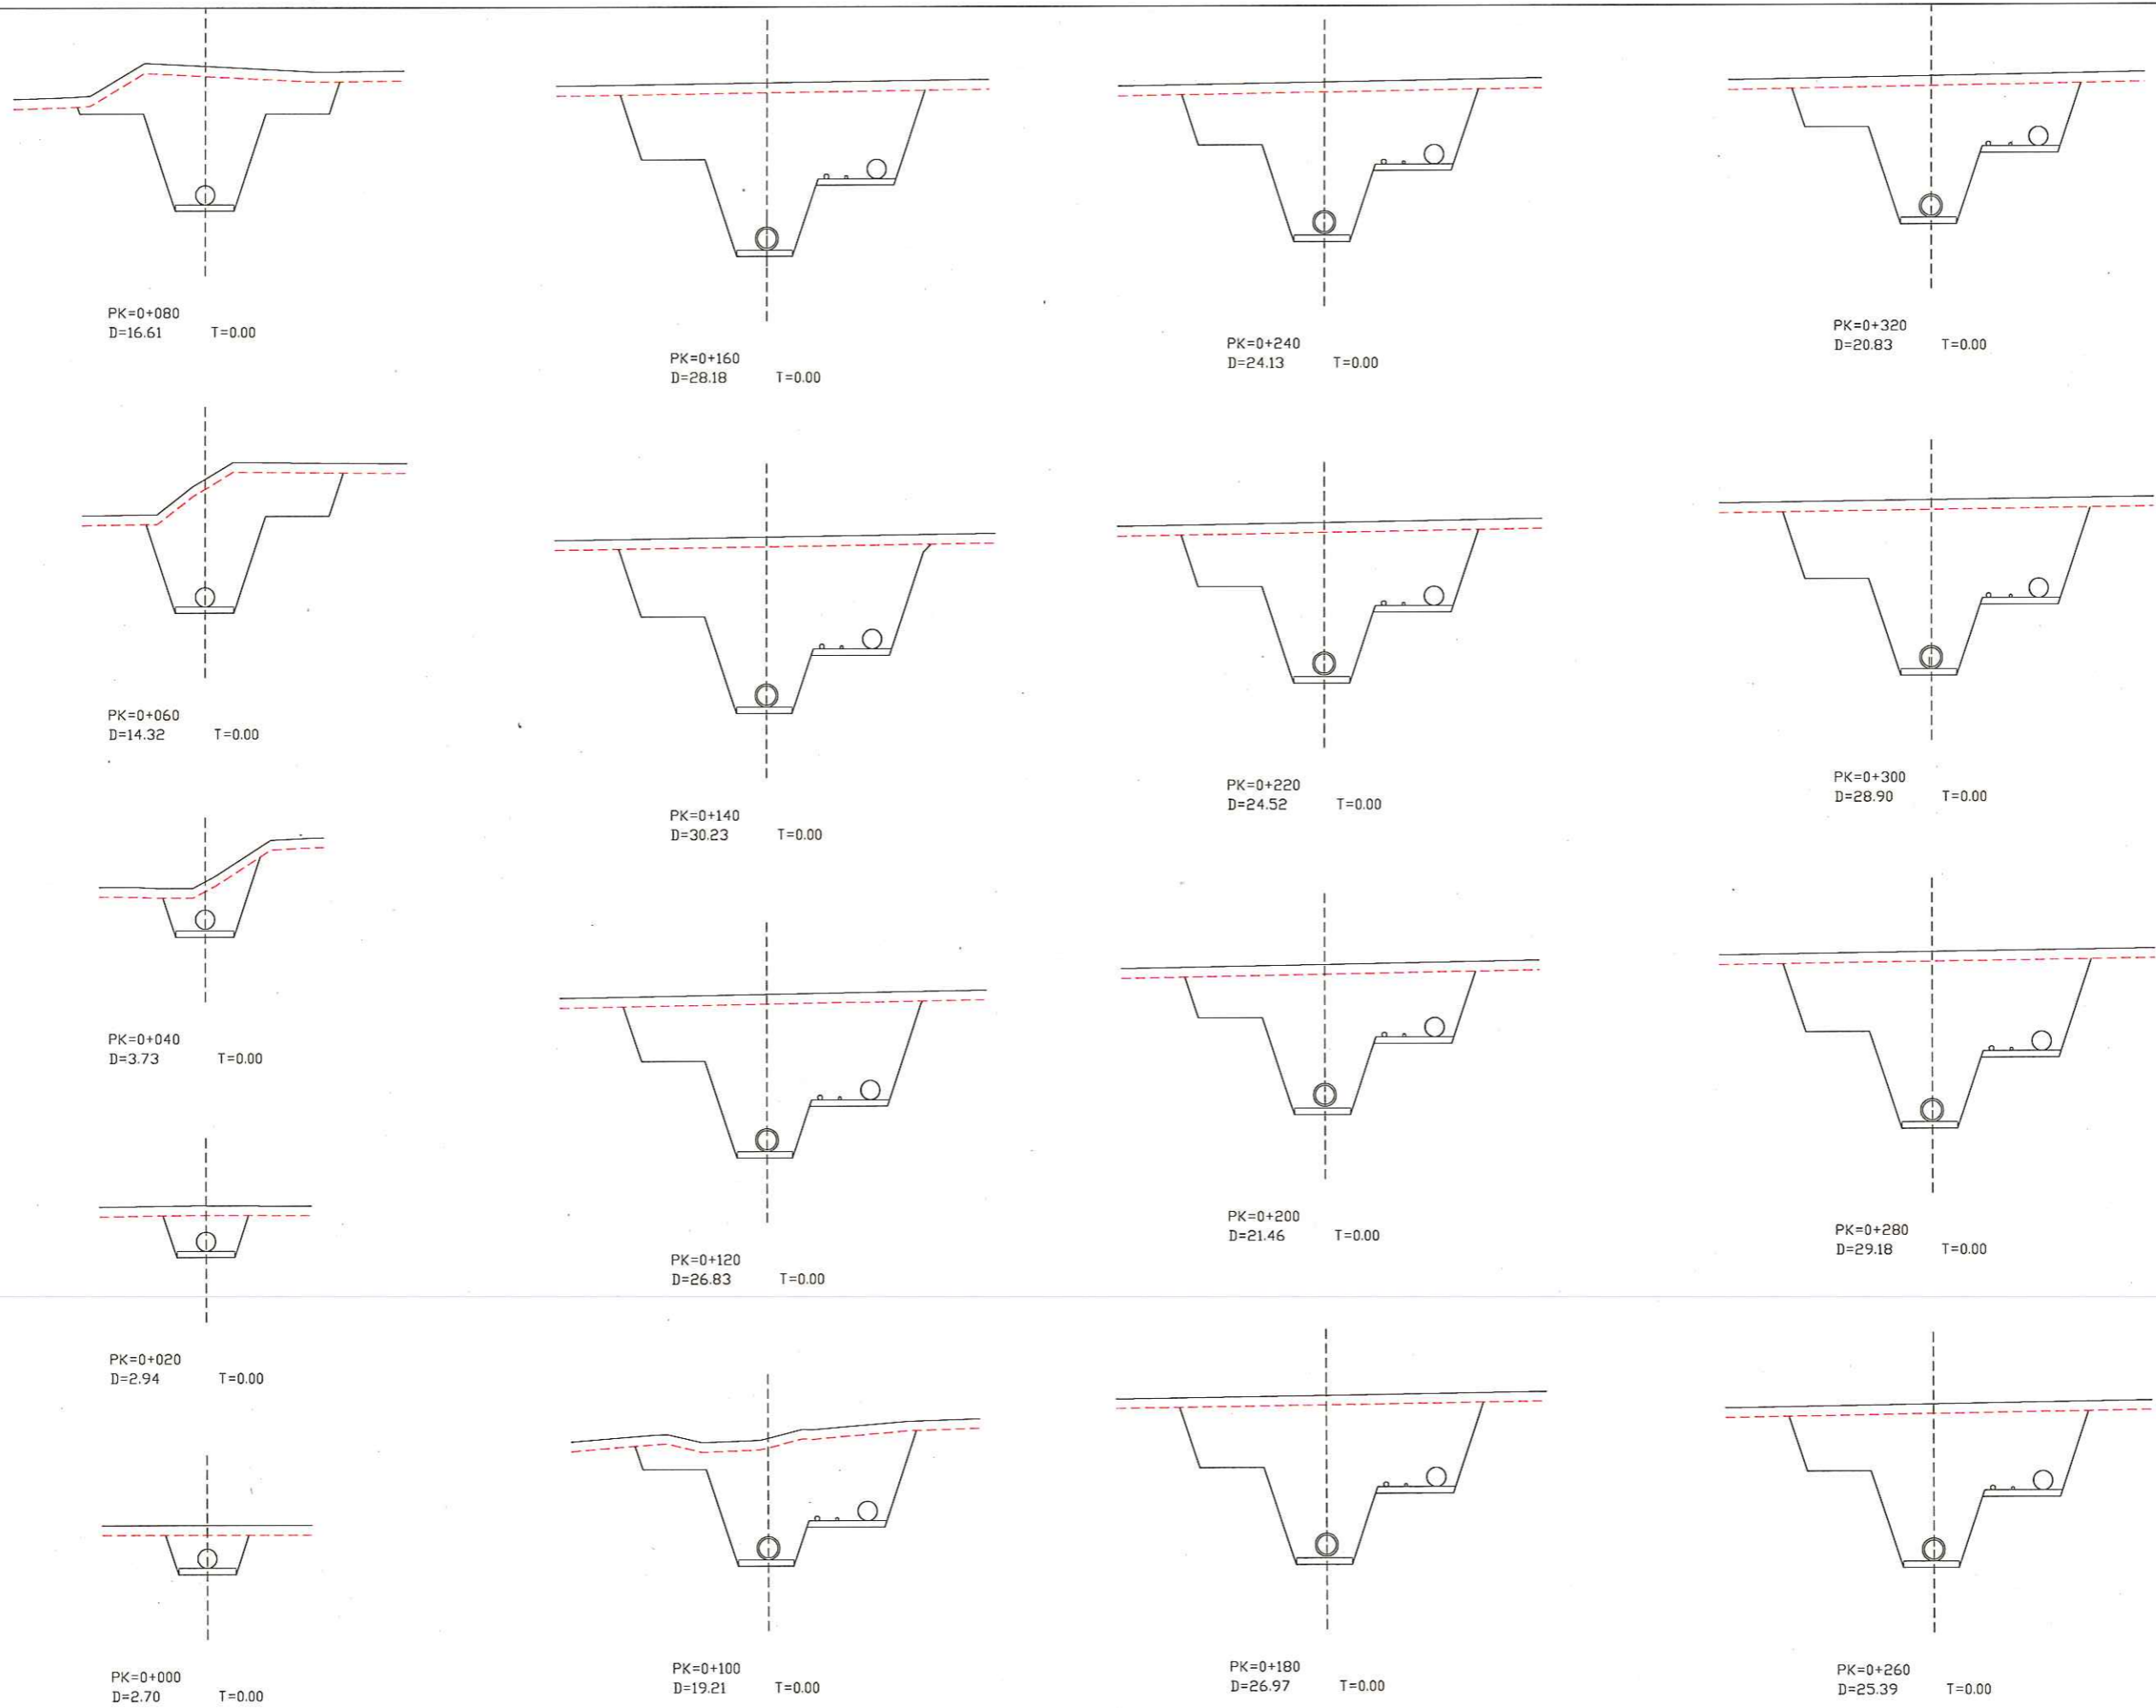 PK=0+080
D=16.61 T=0.00
PK=0+160
D=28.18 T=0.00
PK=0+240
D=24.13 T=0.00
PK=0+320
D=20.83 T=0.00
PK=0+060
D=14.32 T=0.00
PK=0+140
D=30.23 T=0.00
PK=0+220
D=24.52 T=0.00
PK=0+300
D=28.90 T=0.00
PK=0+040
D=3.73 T=0.00
PK=0+120
D=26.83 T=0.00
PK=0+200
D=21.46 T=0.00
PK=0+280
D=29.18 T=0.00
PK=0+020
D=2.94 T=0.00
PK=0+000
D=2.70 T=0.00
PK=0+100
D=19.21 T=0.00
PK=0+180
D=26.97 T=0.00
PK=0+260
D=25.39 T=0.00